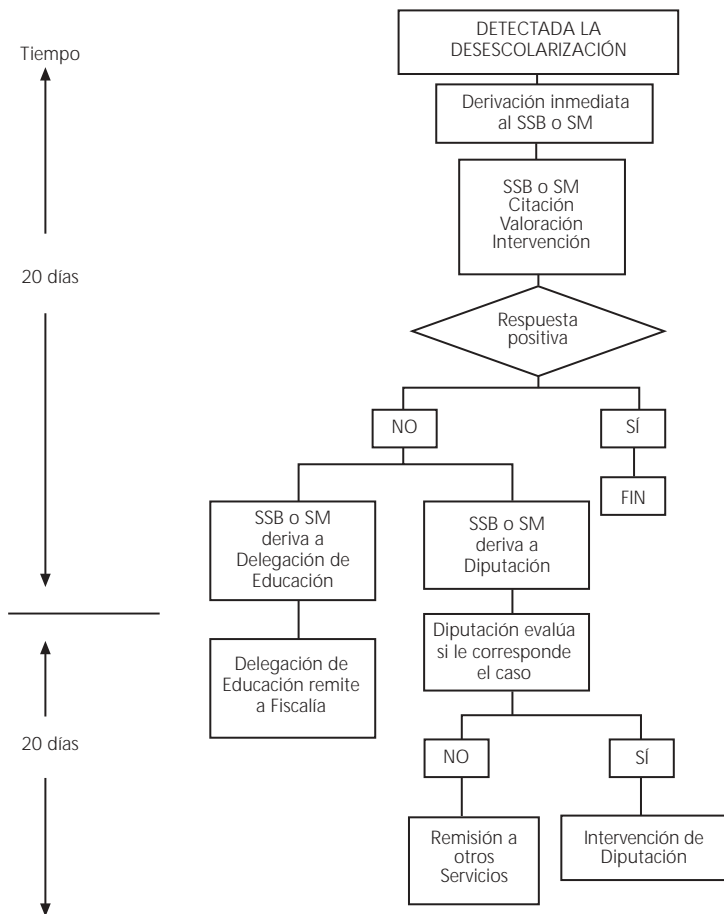 DETECTADA LA
DESESCOLARIZACIÓN
Tiempo
Derivación inmediata
al SSB o SM
SSB o SM
Citación
Valoración
Intervención
20 días
Respuesta
positiva
NO
SÍ
FIN
SSB o SM
deriva a
Delegación de
Educación
SSB o SM
deriva a
Diputación
Delegación de
Educación remite
a Fiscalía
Diputación evalúa
si le corresponde
el caso
20 días
NO
SÍ
Remisión a
otros
Servicios
Intervención de
Diputación